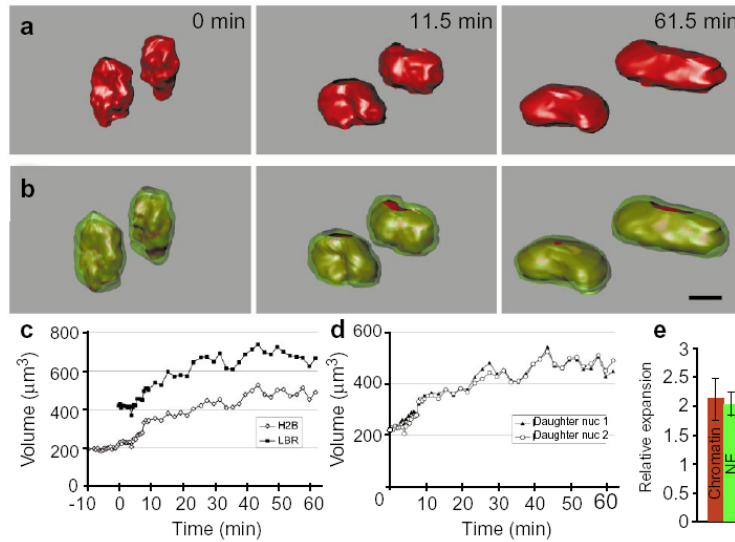 a
0 min
11.5 min
61.5 min
b
c
800
600
400
200
0
Volume (μm³)
-10 0 10 20 30 40 50 60
Time (min)
H2B
LBR
d
600
400
200
0
Volume (μm³)
0 10 20 30 40 50 60
Time (min)
Daughter nuc 1
Daughter nuc 2
e
3
2.5
2
1.5
1
0.5
0
Relative expansion
Chromatin
NE